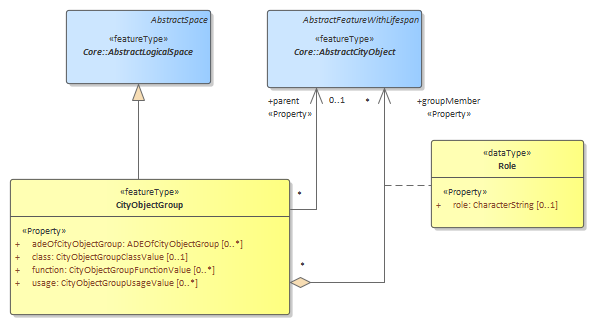 AbstractSpace
«featureType»
Core::AbstractLogicalSpace
AbstractFeatureWithLifespan
«featureType»
Core::AbstractCityObject
+parent
0..1
*
+groupMember
«Property»
«Property»
«dataType»
Role
«Property»
+ role: CharacterString [0..1]
«featureType»
CityObjectGroup
*
«Property»
+ adeOfCityObjectGroup: ADEOfCityObjectGroup [0..*]
+ class: CityObjectGroupClassValue [0..1]
+ function: CityObjectGroupFunctionValue [0..*]
+ usage: CityObjectGroupUsageValue [0..*]
*